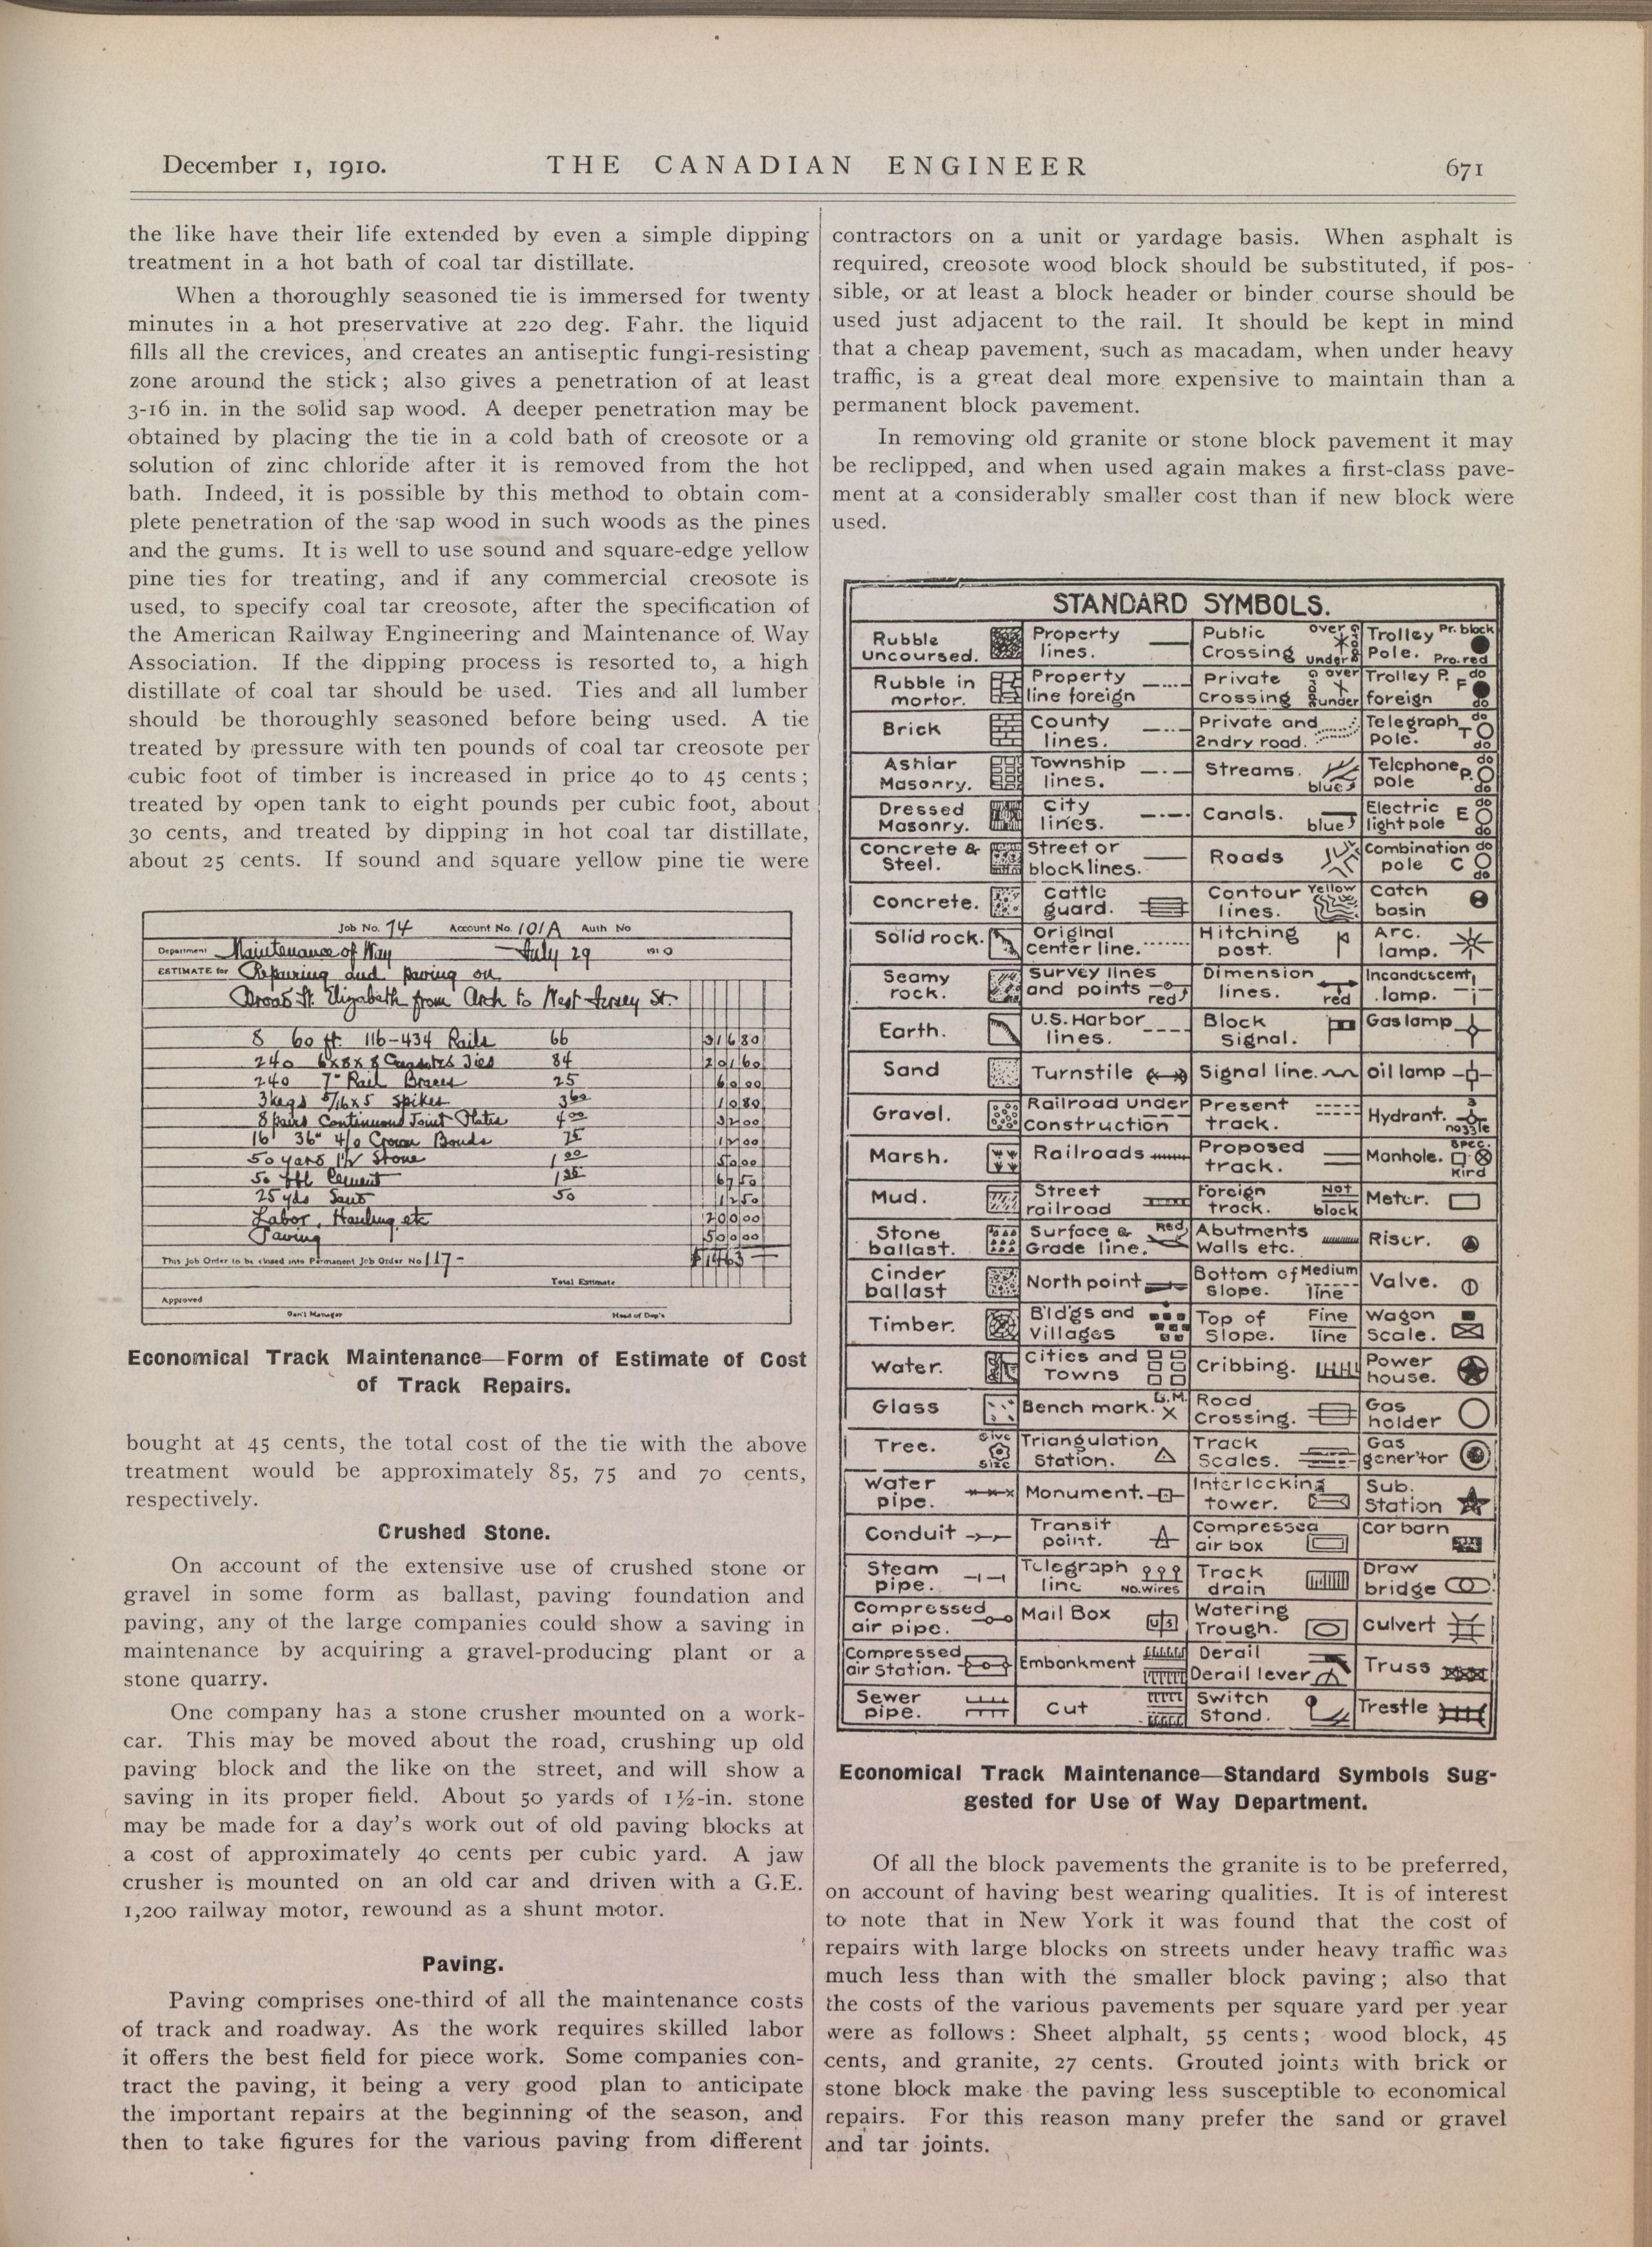 December 1, 1910.
THE CANADIAN ENGINEER
671
the like have their life extended by even a simple dipping
treatment in a hot bath of coal tar distillate.
When a thoroughly seasoned tie is immersed for twenty
minutes in a hot preservative at 220 deg. Fahr. the liquid
fills all the crevices, and creates an antiseptic fungi-resisting
zone around the stick; also gives a penetration of at least
3-16 in. in the solid sap wood. A deeper penetration may be
obtained by placing the tie in a cold bath of creosote or a
solution of zinc chloride after it is removed from the hot
bath. Indeed, it is possible by this method to obtain com-
plete penetration of the sap wood in such woods as the pines
and the gums. It is well to use sound and square-edge yellow
pine ties for treating, and if any commercial creosote is
used, to specify coal tar creosote, after the specification of
the American Railway Engineering and Maintenance of Way
Association. If the dipping process is resorted to, a high
distillate of coal tar should be used. Ties and all lumber
should be thoroughly seasoned before being used. A tie
treated by pressure with ten pounds of coal tar creosote per
cubic foot of timber is increased in price 40 to 45 cents;
treated by open tank to eight pounds per cubic foot, about
30 cents, and treated by dipping in hot coal tar distillate,
about 25 cents. If sound and square yellow pine tie were
Job No. 74 Account No. 101A Auth No
Department Maintenance of Way July 29 1910
ESTIMATE for Repairing and paving on
Broad St. Elizabeth from Arch to West Jersey St.
8 60 ft. 116-434 Rails 66 316 80
240 6x8x8 Creosoted Ties 84 201 60
240 7" Rail Braces 25 60 00
3 kegs 9/16x5 spikes 3 60 10 80
8 pairs Continuous Joint Plates 4 00 32 00
16 36" 4/0 Crown Bonds 75 12 00
50 yards 1½ Stone 1 00 50 00
50 bbl Cement 1 35 67 50
25 yds Sand 50 12 50
Labor, Hauling etc 200 00
Paving 500 00
This Job Order to be closed into Permanent Job Order No 117- $1463
Total Estimate
Approved
Gen'l Manager Head of Dep't
Economical Track Maintenance—Form of Estimate of Cost
of Track Repairs.
bought at 45 cents, the total cost of the tie with the above
treatment would be approximately 85, 75 and 70 cents,
respectively.
Crushed Stone.
On account of the extensive use of crushed stone or
gravel in some form as ballast, paving foundation and
paving, any of the large companies could show a saving in
maintenance by acquiring a gravel-producing plant or a
stone quarry.
One company has a stone crusher mounted on a work-
car. This may be moved about the road, crushing up old
paving block and the like on the street, and will show a
saving in its proper field. About 50 yards of 1½-in. stone
may be made for a day's work out of old paving blocks at
a cost of approximately 40 cents per cubic yard. A jaw
crusher is mounted on an old car and driven with a G.E.
1,200 railway motor, rewound as a shunt motor.
Paving.
Paving comprises one-third of all the maintenance costs
of track and roadway. As the work requires skilled labor
it offers the best field for piece work. Some companies con-
tract the paving, it being a very good plan to anticipate
the important repairs at the beginning of the season, and
then to take figures for the various paving from different
contractors on a unit or yardage basis. When asphalt is
required, creosote wood block should be substituted, if pos-
sible, or at least a block header or binder course should be
used just adjacent to the rail. It should be kept in mind
that a cheap pavement, such as macadam, when under heavy
traffic, is a great deal more expensive to maintain than a
permanent block pavement.
In removing old granite or stone block pavement it may
be reclipped, and when used again makes a first-class pave-
ment at a considerably smaller cost than if new block were
used.
STANDARD SYMBOLS.
Rubble uncoursed. Property lines. Public Crossing over under Trolley Pole. Pr. block Pro. red
Rubble in mortor. Property line foreign Private crossing over under Trolley P. foreign F do do
Brick County lines. Private and 2ndry road. Telegraph Pole. T do do
Ashlar Masonry. Township lines. Streams. blue Telephone pole P. do do
Dressed Masonry. City lines. Canals. blue Electric light pole E do do
Concrete & Steel. Street or block lines. Roads Combination pole C do do
Concrete. Cattle guard. Contour lines. Yellow Catch basin
Solid rock. Original center line. Hitching post. Arc. lamp.
Seamy rock. Survey lines and points red Dimension lines. red Incandescent lamp.
Earth. U.S. Harbor lines. Block Signal. Gas lamp
Sand Turnstile Signal line. oil lamp
Gravel. Railroad under construction Present track. Hydrant. 3 nozzle
Marsh. Railroads Proposed track. Manhole. spec. Kird
Mud. Street railroad Foreign track. Not block Meter.
Stone ballast. Surface & Grade line. Red Abutments Walls etc. Riser.
Cinder ballast North point Bottom of Slope. Medium line Valve.
Timber. Bld'gs and Villages Top of Slope. Fine line Wagon Scale.
Water. Cities and Towns Cribbing. Power house.
Glass Bench mark. B.M. Road Crossing. Gas holder
Tree. Give size Triangulation Station. Track Scales. Gas gener'tor
Water pipe. Monument. Interlocking tower. Sub. Station
Conduit Transit point. Compressed air box Car barn
Steam pipe. Telegraph line No. wires Track drain Draw bridge
Compressed air pipe. Mail Box U S Watering Trough. Culvert
Compressed air Station. Embankment Derail Derail lever Truss
Sewer pipe. Cut Switch Stand. Trestle
Economical Track Maintenance—Standard Symbols Sug-
gested for Use of Way Department.
Of all the block pavements the granite is to be preferred,
on account of having best wearing qualities. It is of interest
to note that in New York it was found that the cost of
repairs with large blocks on streets under heavy traffic was
much less than with the smaller block paving; also that
the costs of the various pavements per square yard per year
were as follows: Sheet alphalt, 55 cents; wood block, 45
cents, and granite, 27 cents. Grouted joints with brick or
stone block make the paving less susceptible to economical
repairs. For this reason many prefer the sand or gravel
and tar joints.